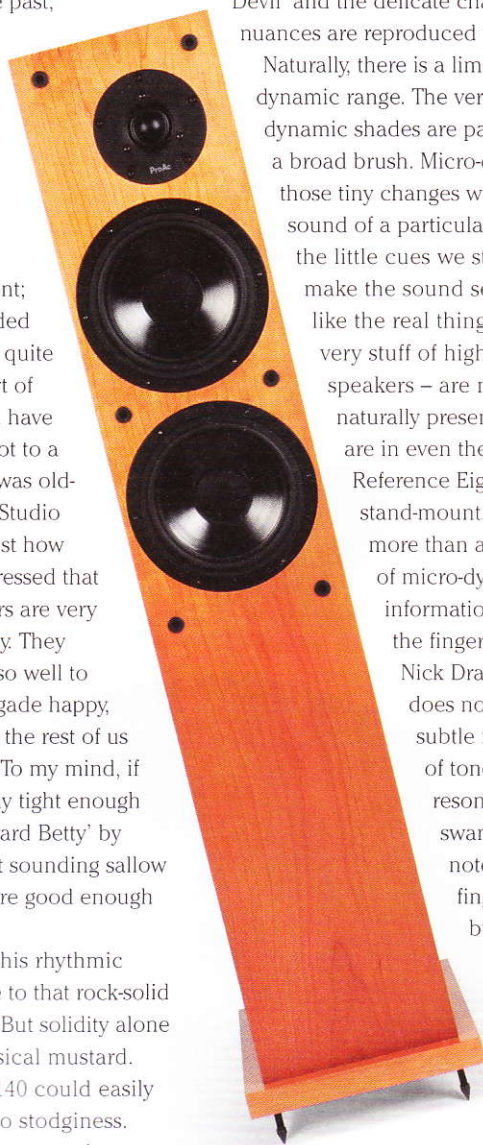 e past,
nt;
ded
quite
rt of
have
ot to a
was old-
Studio
st how
ressed that
rs are very
y. They
so well to
gade happy,
the rest of us
To my mind, if
y tight enough
ard Betty' by
t sounding sallow
re good enough
his rhythmic
e to that rock-solid
But solidity alone
sical mustard.
40 could easily
o stodginess.
ProAc
Devil' and the delicate cha
nuances are reproduced
Naturally, there is a lim
dynamic range. The ver
dynamic shades are pa
a broad brush. Micro-
those tiny changes w
sound of a particula
the little cues we st
make the sound se
like the real thing
very stuff of high
speakers – are r
naturally presen
are in even the
Reference Eig
stand-mount
more than a
of micro-dy
informatio
the finger
Nick Dra
does no
subtle
of tone
reson
swar
note
fing
b